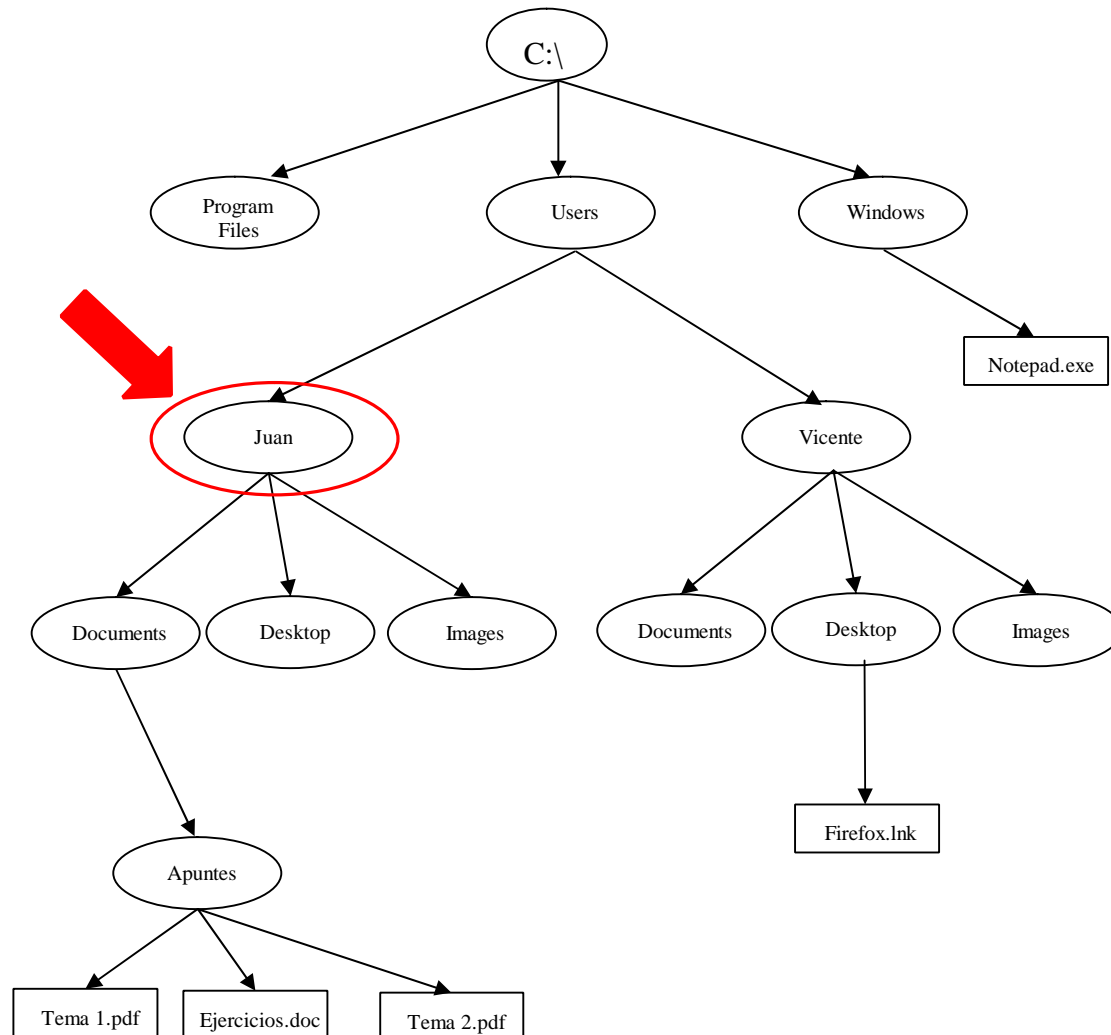 C:\
Program
Files
Users
Windows
Notepad.exe
Juan
Vicente
Documents
Desktop
Images
Documents
Desktop
Images
Firefox.lnk
Apuntes
Tema 1.pdf
Ejercicios.doc
Tema 2.pdf